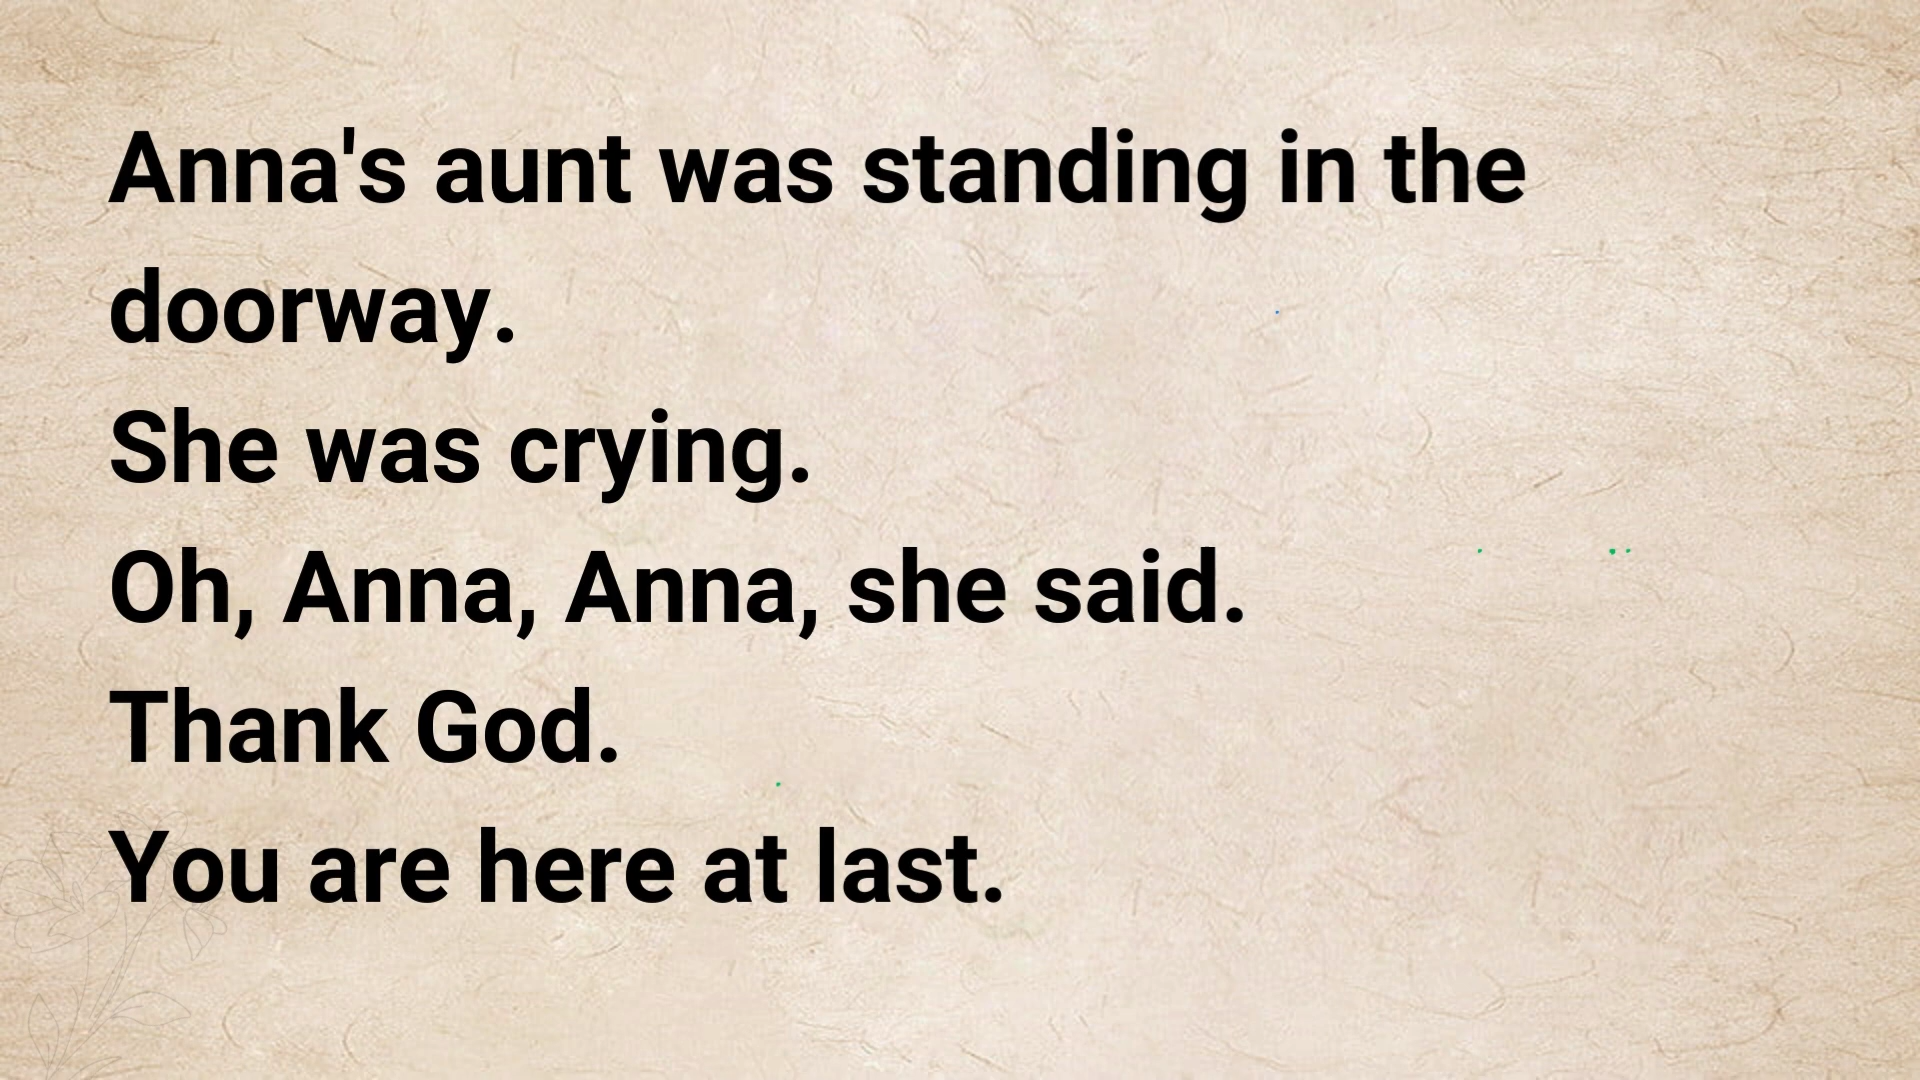 Anna's aunt was standing in the
doorway.
She was crying.
Oh, Anna, Anna, she said.
Thank God.
You are here at last.